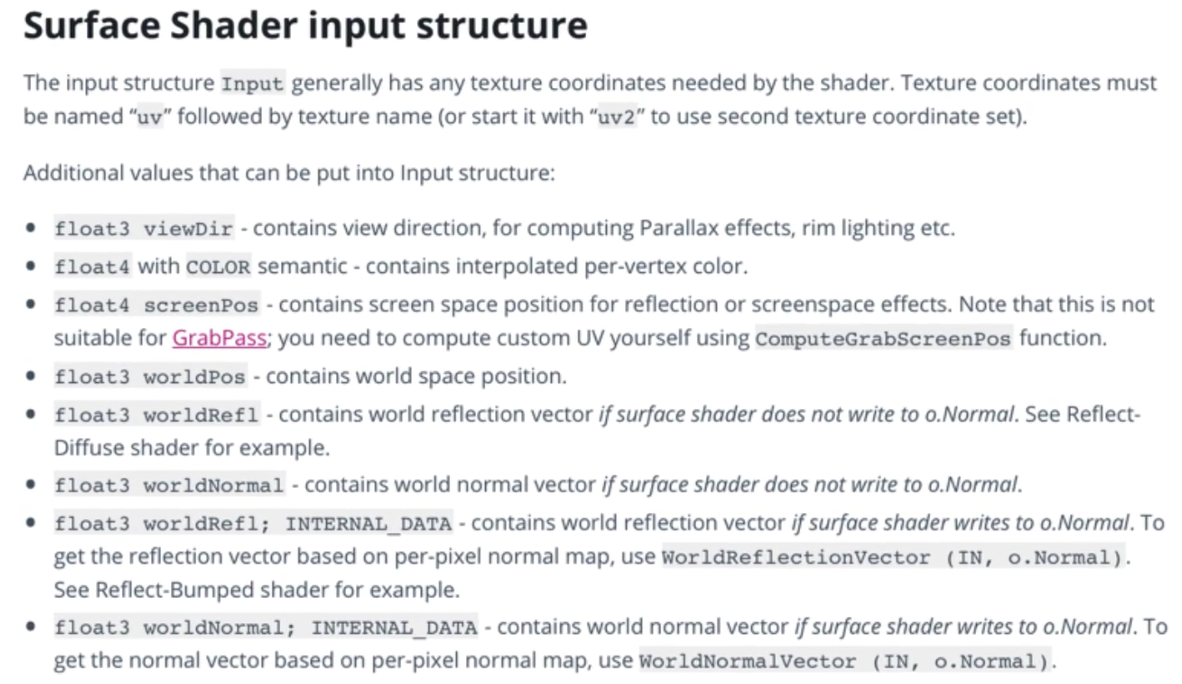 Surface Shader input structure
The input structure Input generally has any texture coordinates needed by the shader. Texture coordinates must
be named “uv” followed by texture name (or start it with “uv2” to use second texture coordinate set).
Additional values that can be put into Input structure:
• float3 viewDir - contains view direction, for computing Parallax effects, rim lighting etc.
• float4 with COLOR semantic - contains interpolated per-vertex color.
• float4 screenPos - contains screen space position for reflection or screenspace effects. Note that this is not
suitable for GrabPass; you need to compute custom UV yourself using ComputeGrabScreenPos function.
• float3 worldPos - contains world space position.
• float3 worldRefl - contains world reflection vector if surface shader does not write to o.Normal. See Reflect-
Diffuse shader for example.
• float3 worldNormal - contains world normal vector if surface shader does not write to o.Normal.
• float3 worldRefl; INTERNAL_DATA - contains world reflection vector if surface shader writes to o.Normal. To
get the reflection vector based on per-pixel normal map, use WorldReflectionVector (IN, o.Normal).
See Reflect-Bumped shader for example.
• float3 worldNormal; INTERNAL_DATA - contains world normal vector if surface shader writes to o.Normal. To
get the normal vector based on per-pixel normal map, use WorldNormalVector (IN, o.Normal).